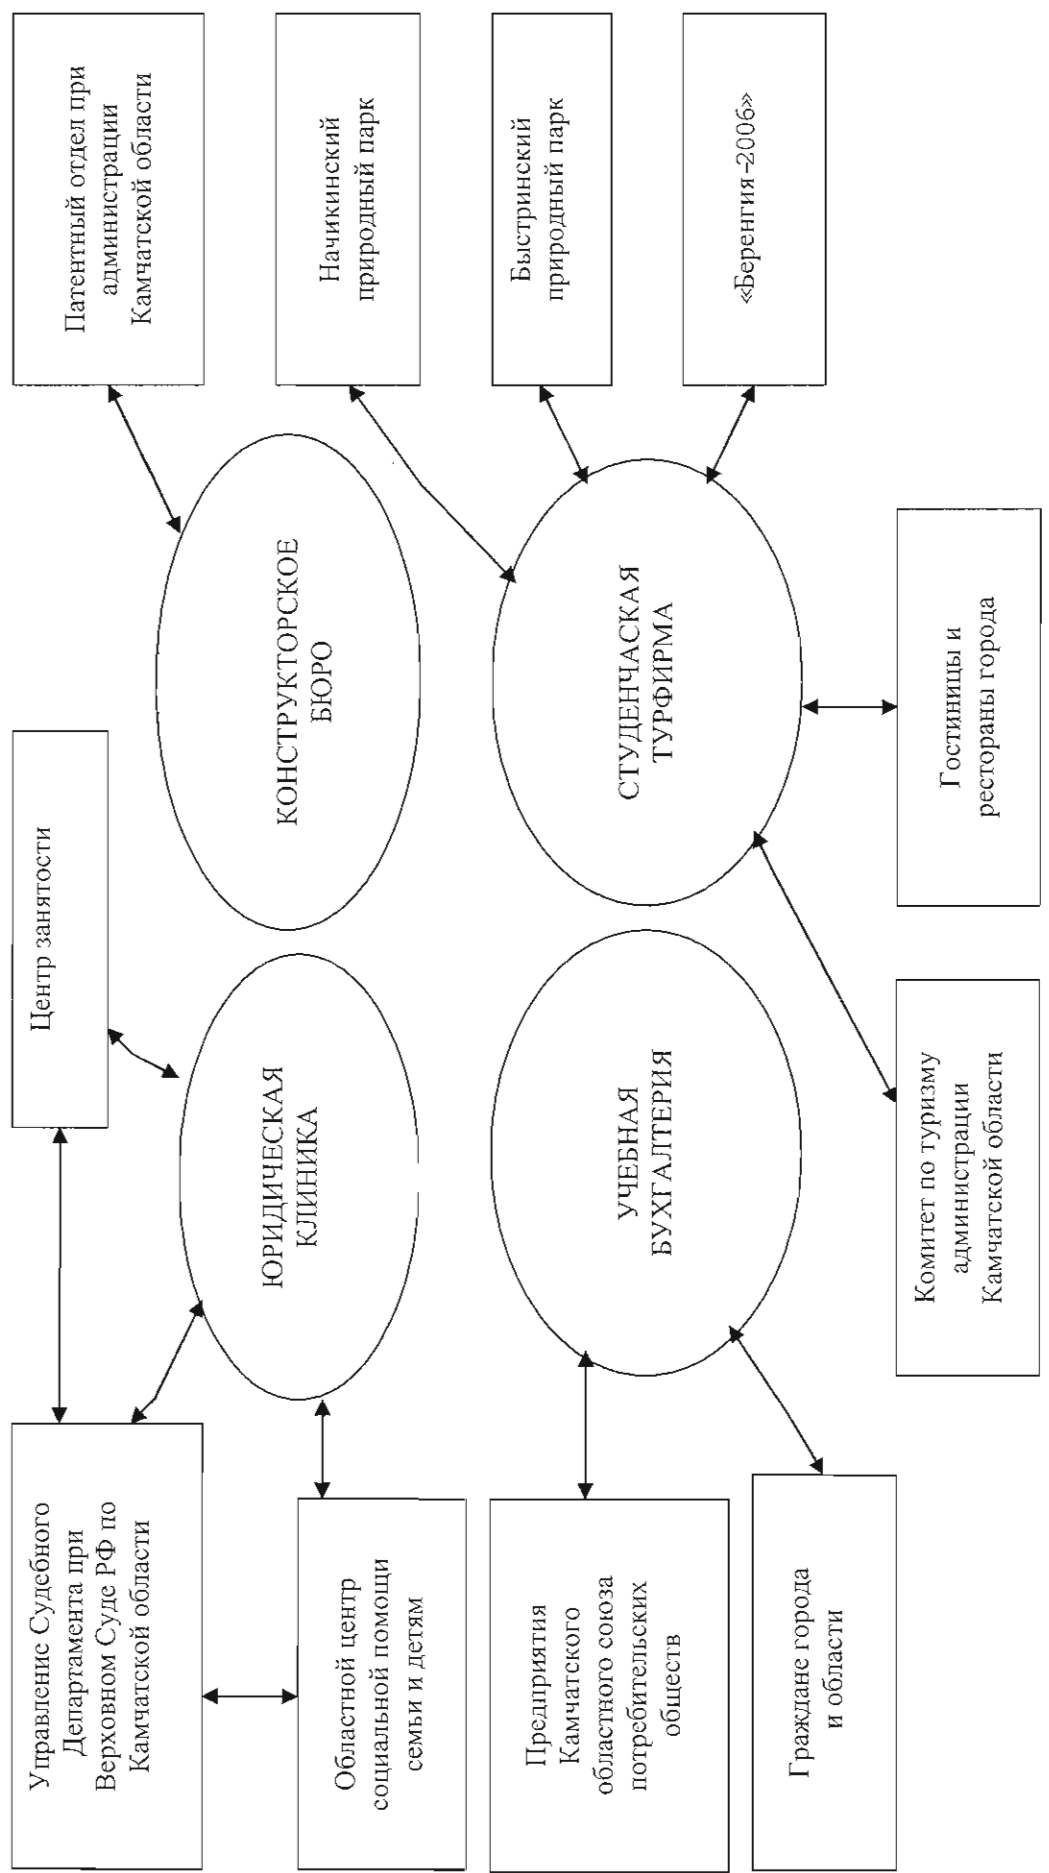 Управление Судебного
Департамента при
Верховном Суде РФ по
Камчатской области
Центр занятости
Патентный отдел при
администрации
Камчатской области
Областной центр
социальной помощи
семьи и детям
ЮРИДИЧЕСКАЯ
КЛИНИКА
КОНСТРУКТОРСКОЕ
БЮРО
Начикинский
природный парк
Предприятия
Камчатского
областного союза
потребительских
обществ
УЧЕБНАЯ
БУХГАЛТЕРИЯ
СТУДЕНЧАСКАЯ
ТУРФИРМА
Быстринский
природный парк
«Беренгия-2006»
Граждане города
и области
Комитет по туризму
администрации
Камчатской области
Гостиницы и
рестораны города